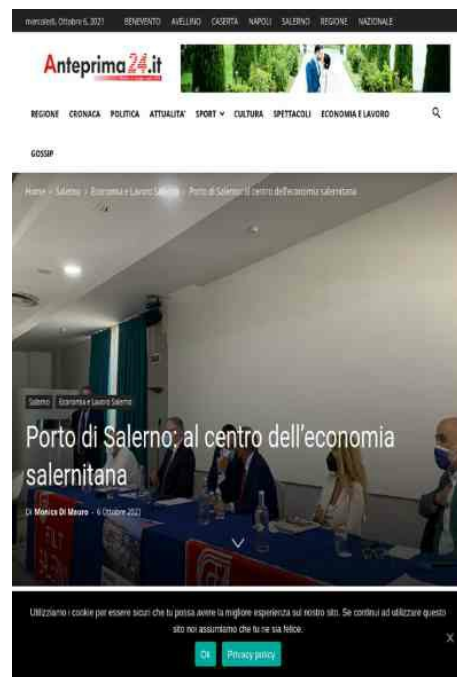 mercoledì, Ottobre 6, 2021 BENEVENTO AVELLINO CASERTA NAPOLI SALERNO REGIONE NAZIONALE
Anteprima24.it
REGIONE CRONACA POLITICA ATTUALITA' SPORT CULTURA SPETTACOLI ECONOMIA E LAVORO
GOSSIP
Home > Salerno > Economia e Lavoro Salerno > Porto di Salerno: al centro dell'economia salernitana
Salerno Economia e Lavoro Salerno
Porto di Salerno: al centro dell'economia
salernitana
Di Monica Di Mauro - 6 Ottobre 2021
Utilizziamo i cookie per essere sicuri che tu possa avere la migliore esperienza sul nostro sito. Se continui ad utilizzare questo
sito noi assumiamo che tu ne sia felice.
X
Ok Privacy policy